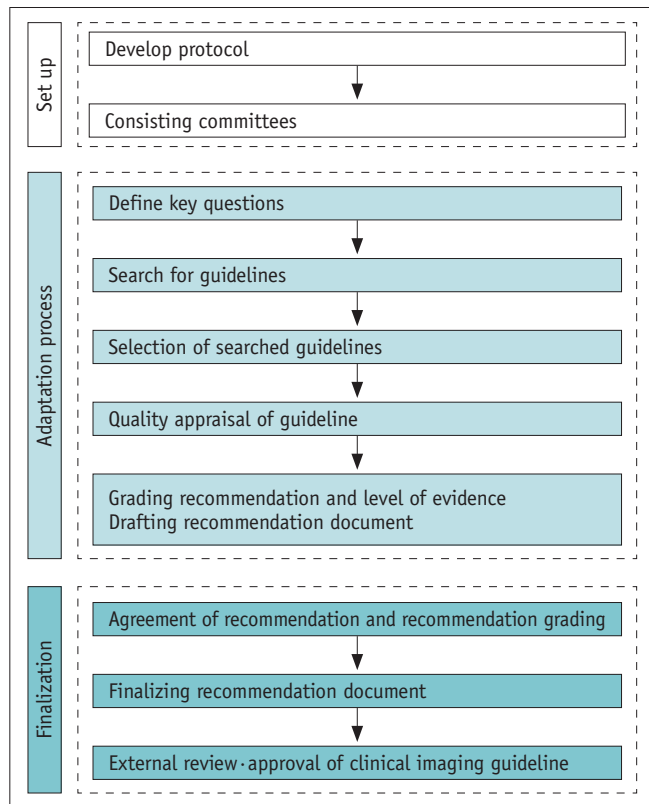 Set up
Develop protocol
Consisting committees
Adaptation process
Define key questions
Search for guidelines
Selection of searched guidelines
Quality appraisal of guideline
Grading recommendation and level of evidence
Drafting recommendation document
Finalization
Agreement of recommendation and recommendation grading
Finalizing recommendation document
External review·approval of clinical imaging guideline